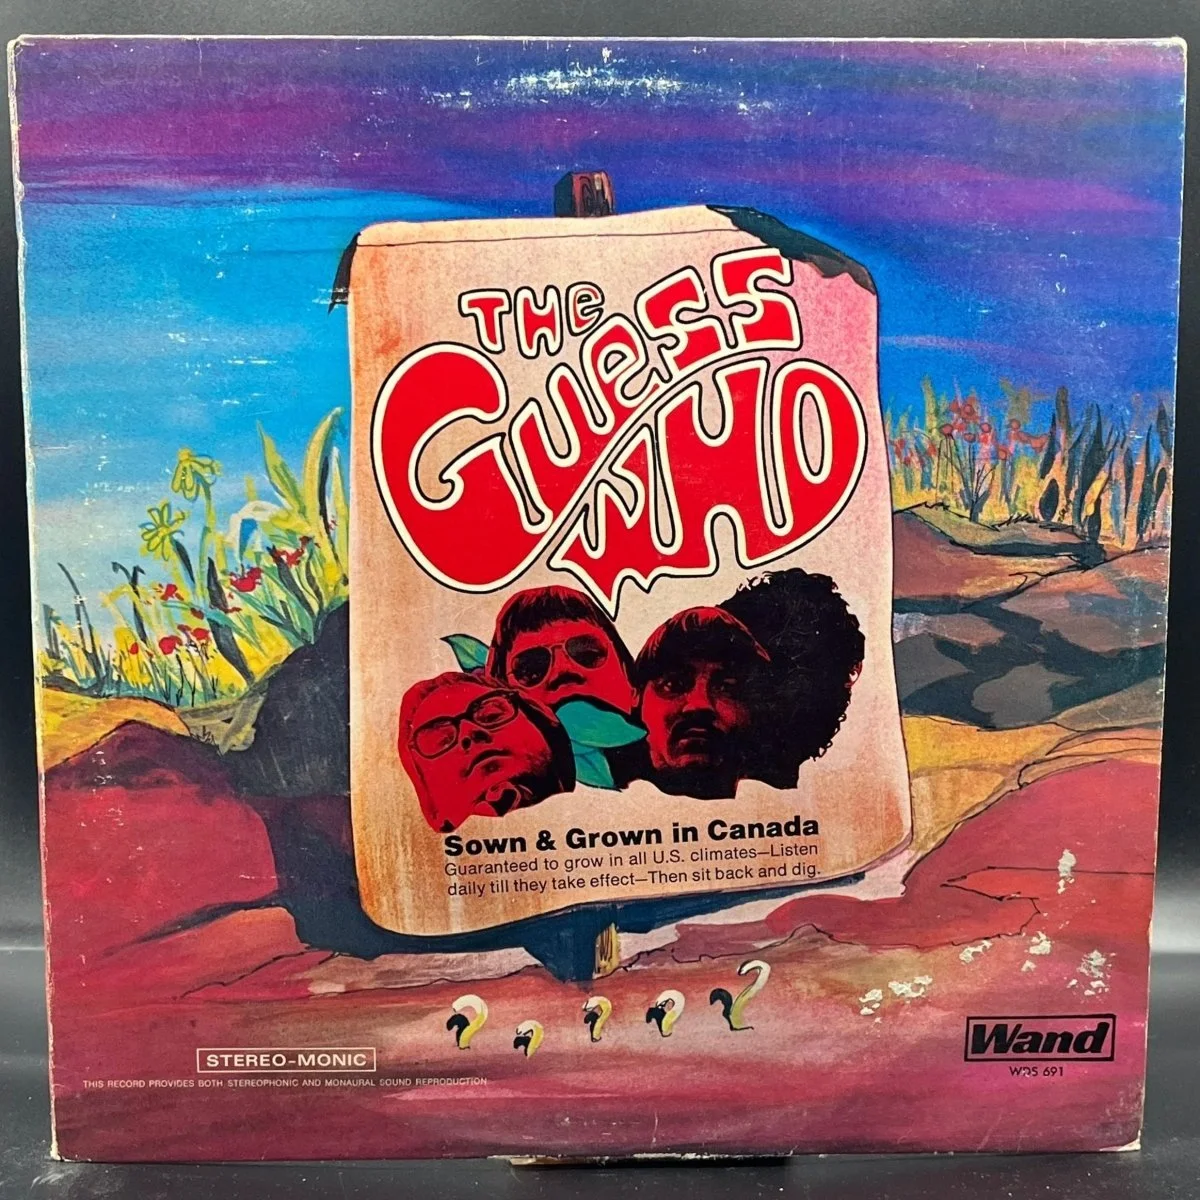 THE
GUeSS
WHO
Sown & Grown in Canada
Guaranteed to grow in all U.S. climates—Listen
daily till they take effect—Then sit back and dig.
STEREO-MONIC
THIS RECORD PROVIDES BOTH STEREOPHONIC AND MONAURAL SOUND REPRODUCTION
Wand
WDS 691